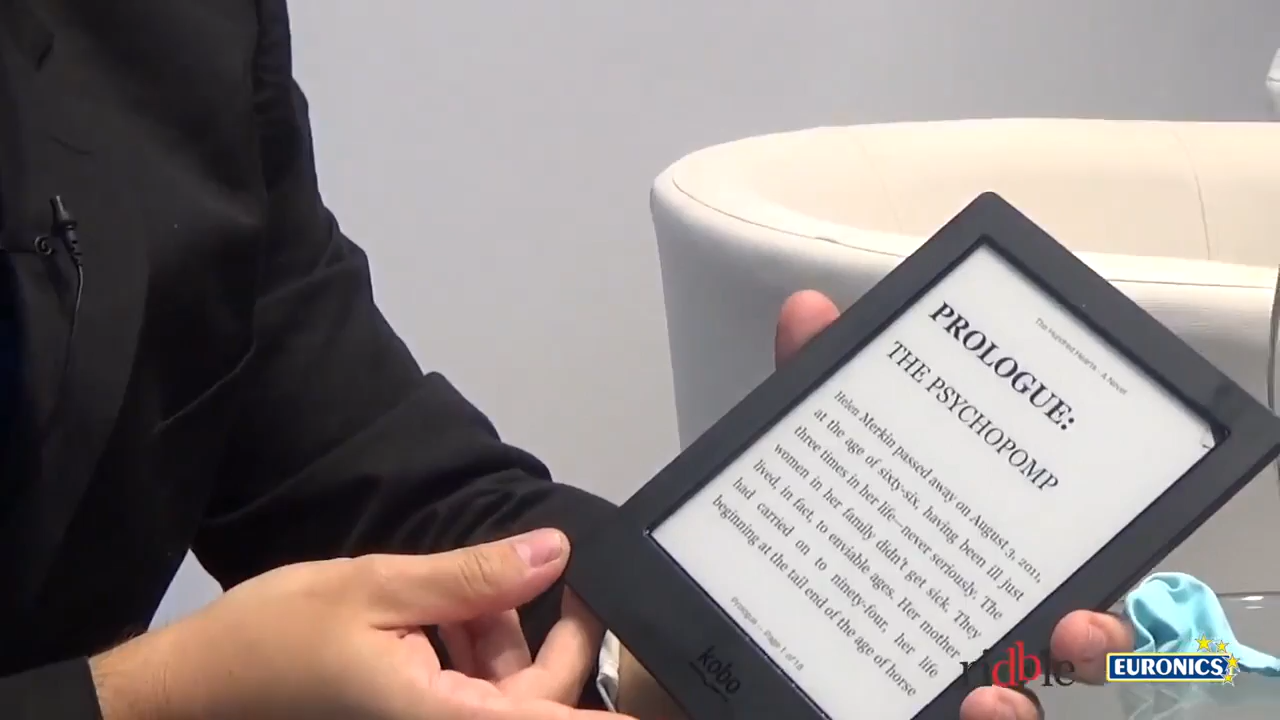 The Hundred Hearts - A Novel
PROLOGUE:
THE PSYCHOPOMP
Helen Merkin passed away on August 3, 2011,
at the age of sixty-six, having been ill just
three times in her life—never seriously. The
women in her family didn't get sick. They
lived, in fact, to enviable ages. Her mother
had carried on to ninety-four, her life
beginning at the tail end of the age of horse
Prologue — Page 1 of 18
kobo
ridble
EURONICS